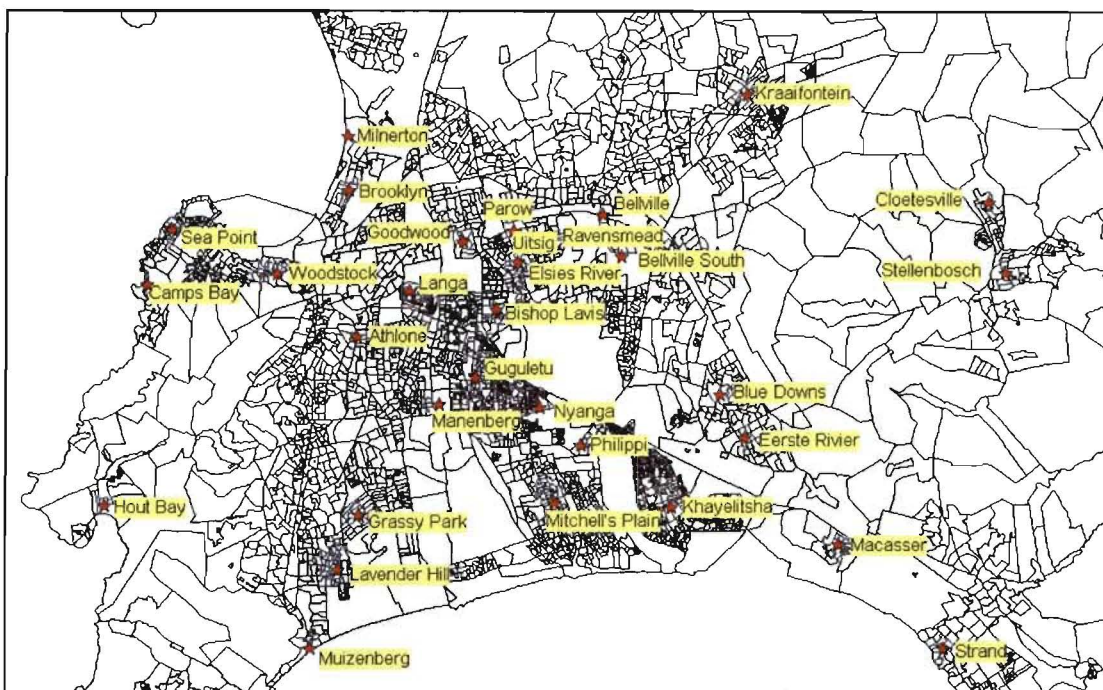 Kraaifontein
Milnerton
Brooklyn
Cloetesville
Parow
Bellville
Sea Point
Goodwood
Uitsig
Ravensmead
Bellville South
Woodstock
Elsies River
Stellenbosch
Camps Bay
Langa
Bishop Lavis
Athlone
Guguletu
Blue Downs
Manenberg
Nyanga
Philippi
Eerste Rivier
Hout Bay
Grassy Park
Mitchell's Plain
Khayelitsha
Macasser
Lavender Hill
Muizenberg
Strand